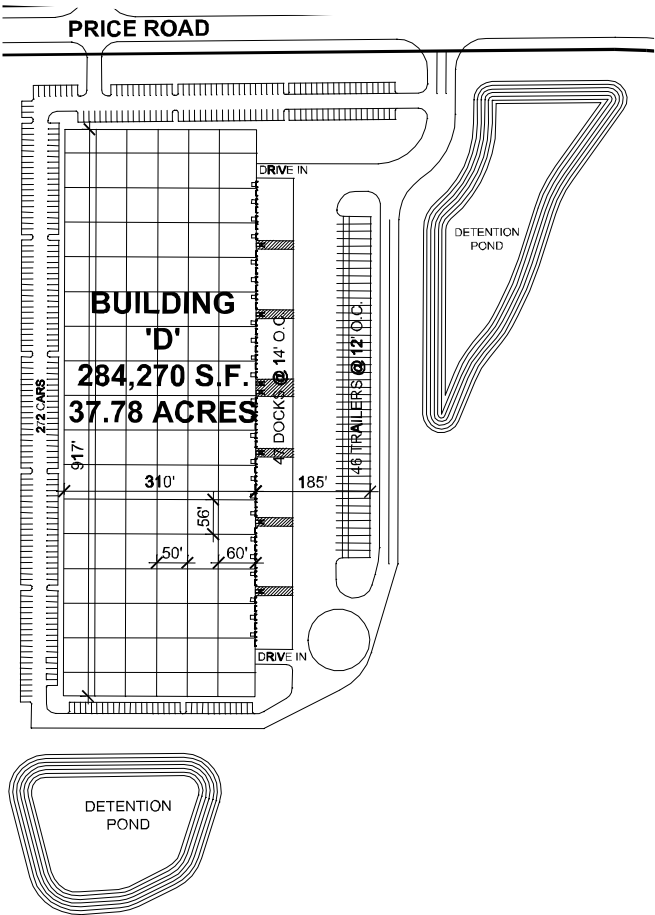 PRICE ROAD
DRIVE IN
DETENTION
POND
BUILDING
'D'
284,270 S.F.
37.78 ACRES
272 CARS
47 DOCKS @ 14' O.C.
46 TRAILERS @ 12' O.C.
917'
310'
185'
56'
50'
60'
DRIVE IN
DETENTION
POND